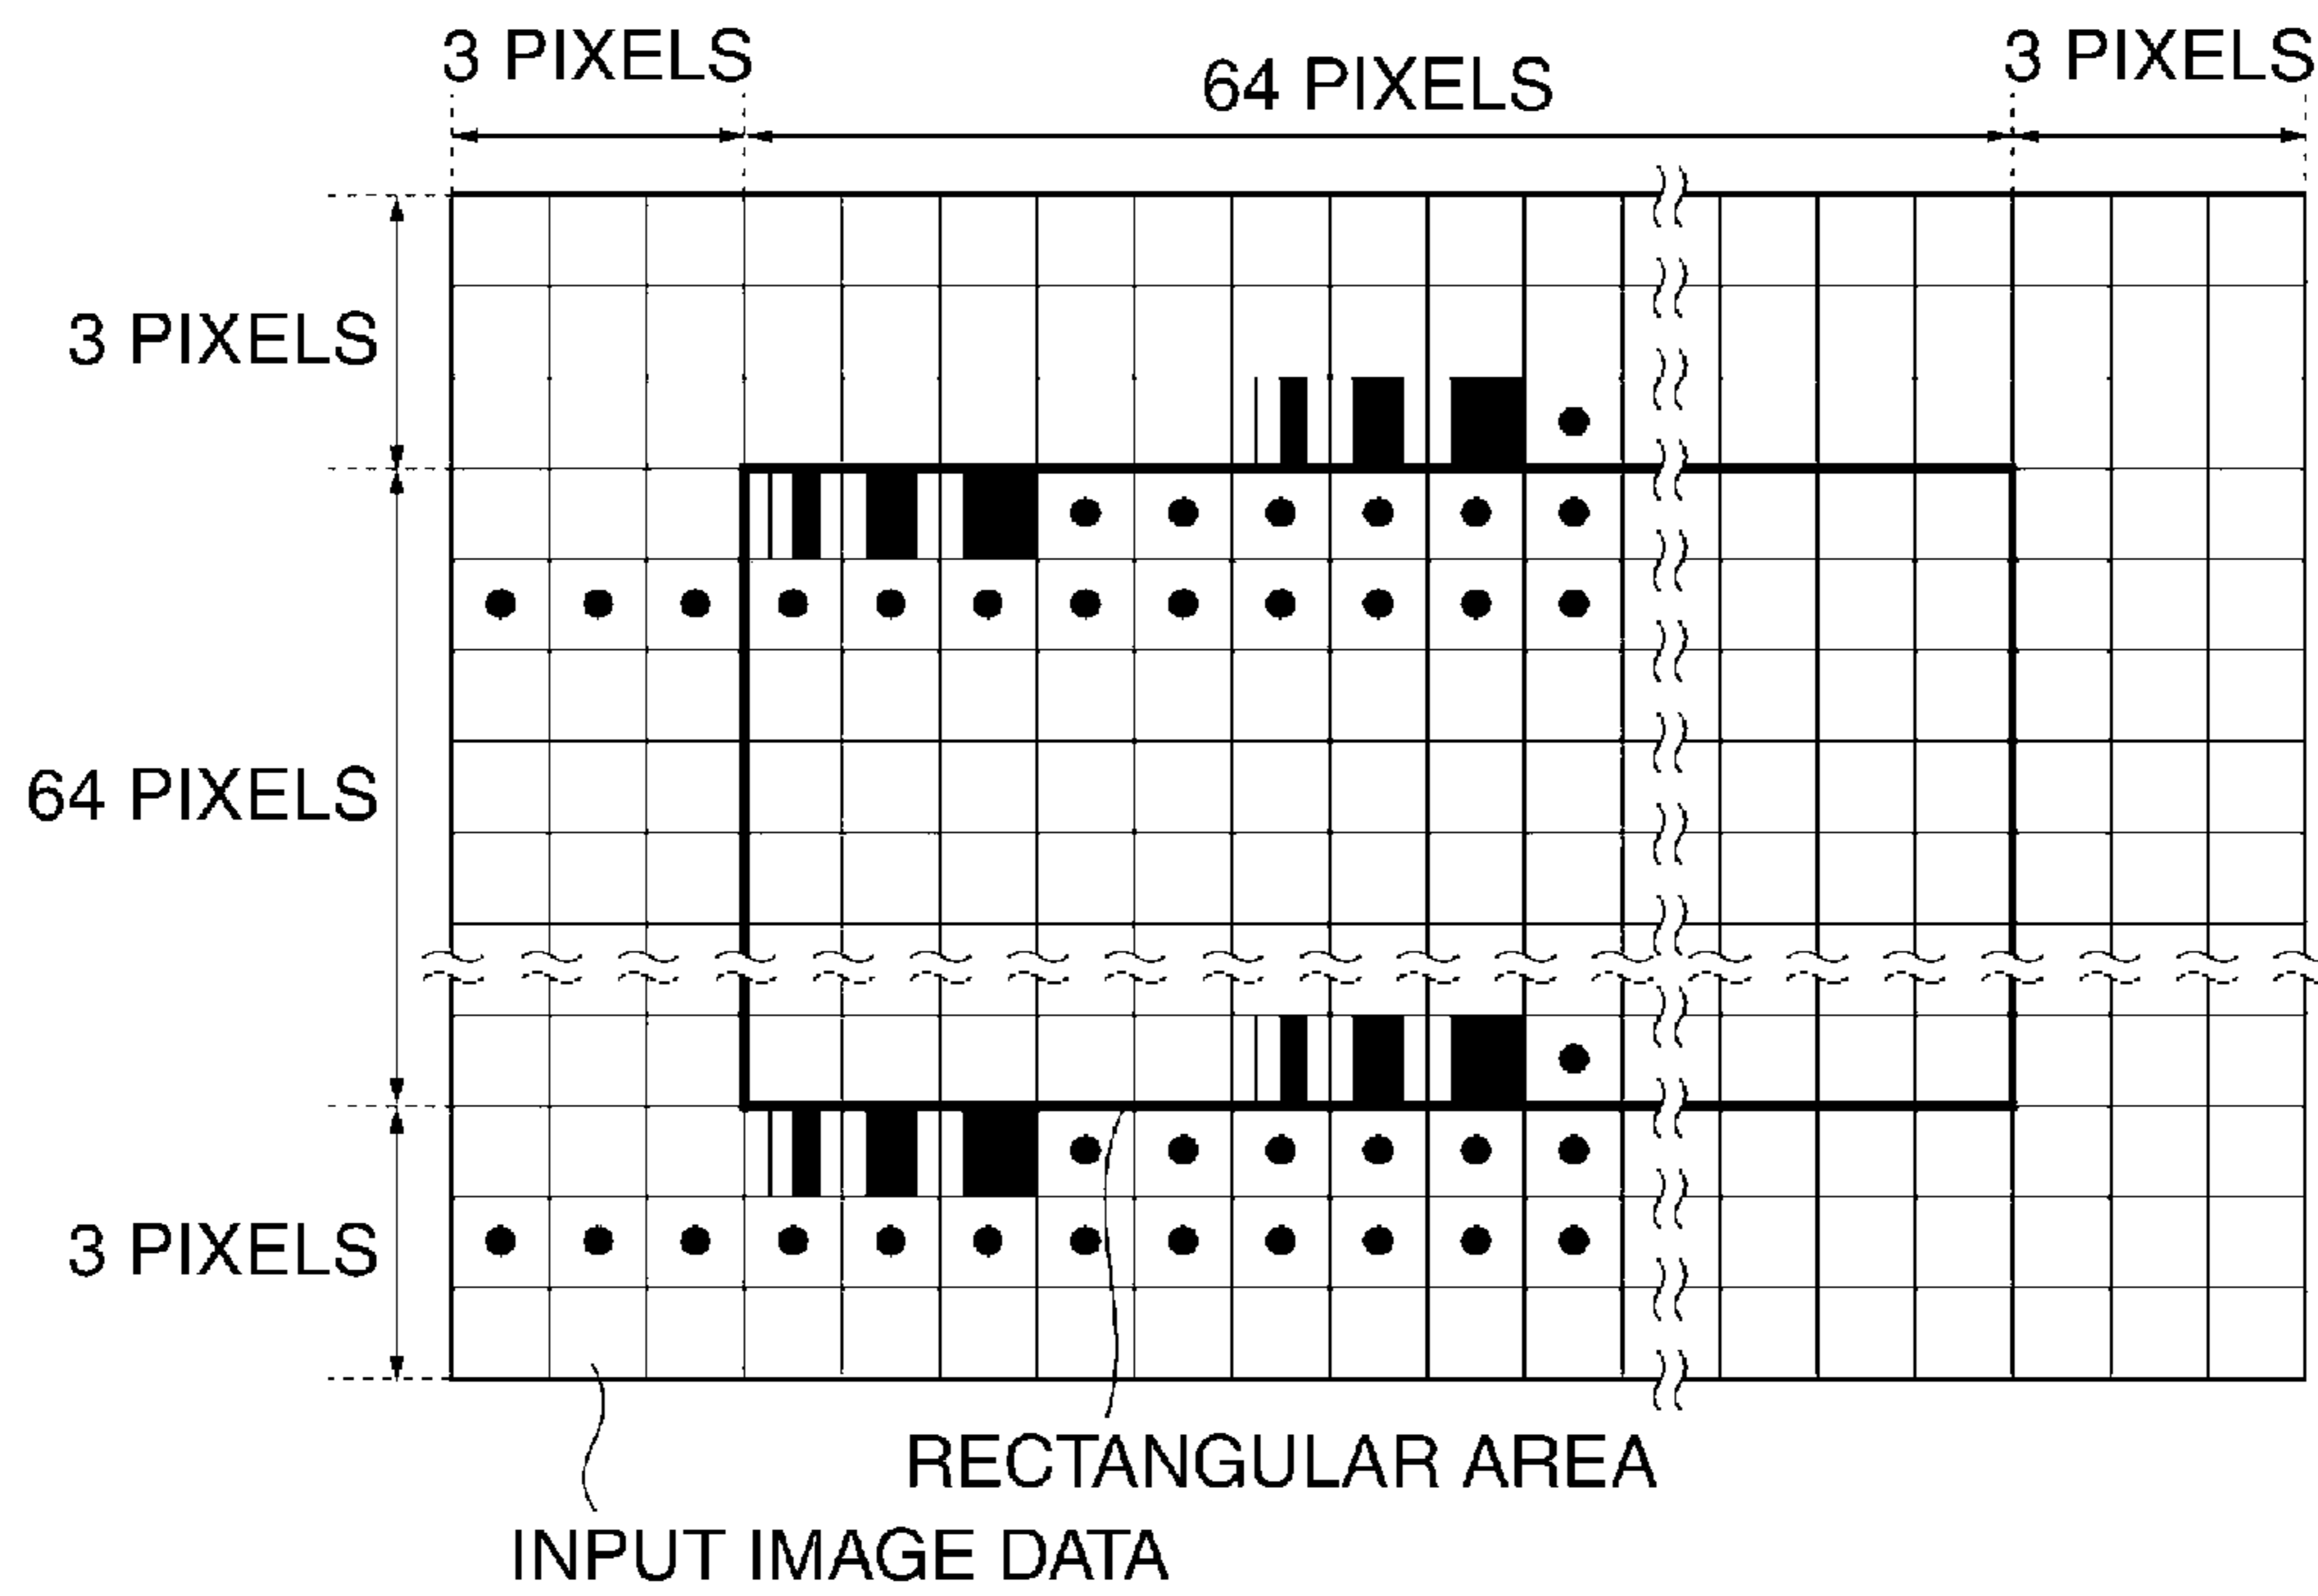 3 PIXELS
64 PIXELS
3 PIXELS
3 PIXELS
64 PIXELS
3 PIXELS
RECTANGULAR AREA
INPUT IMAGE DATA